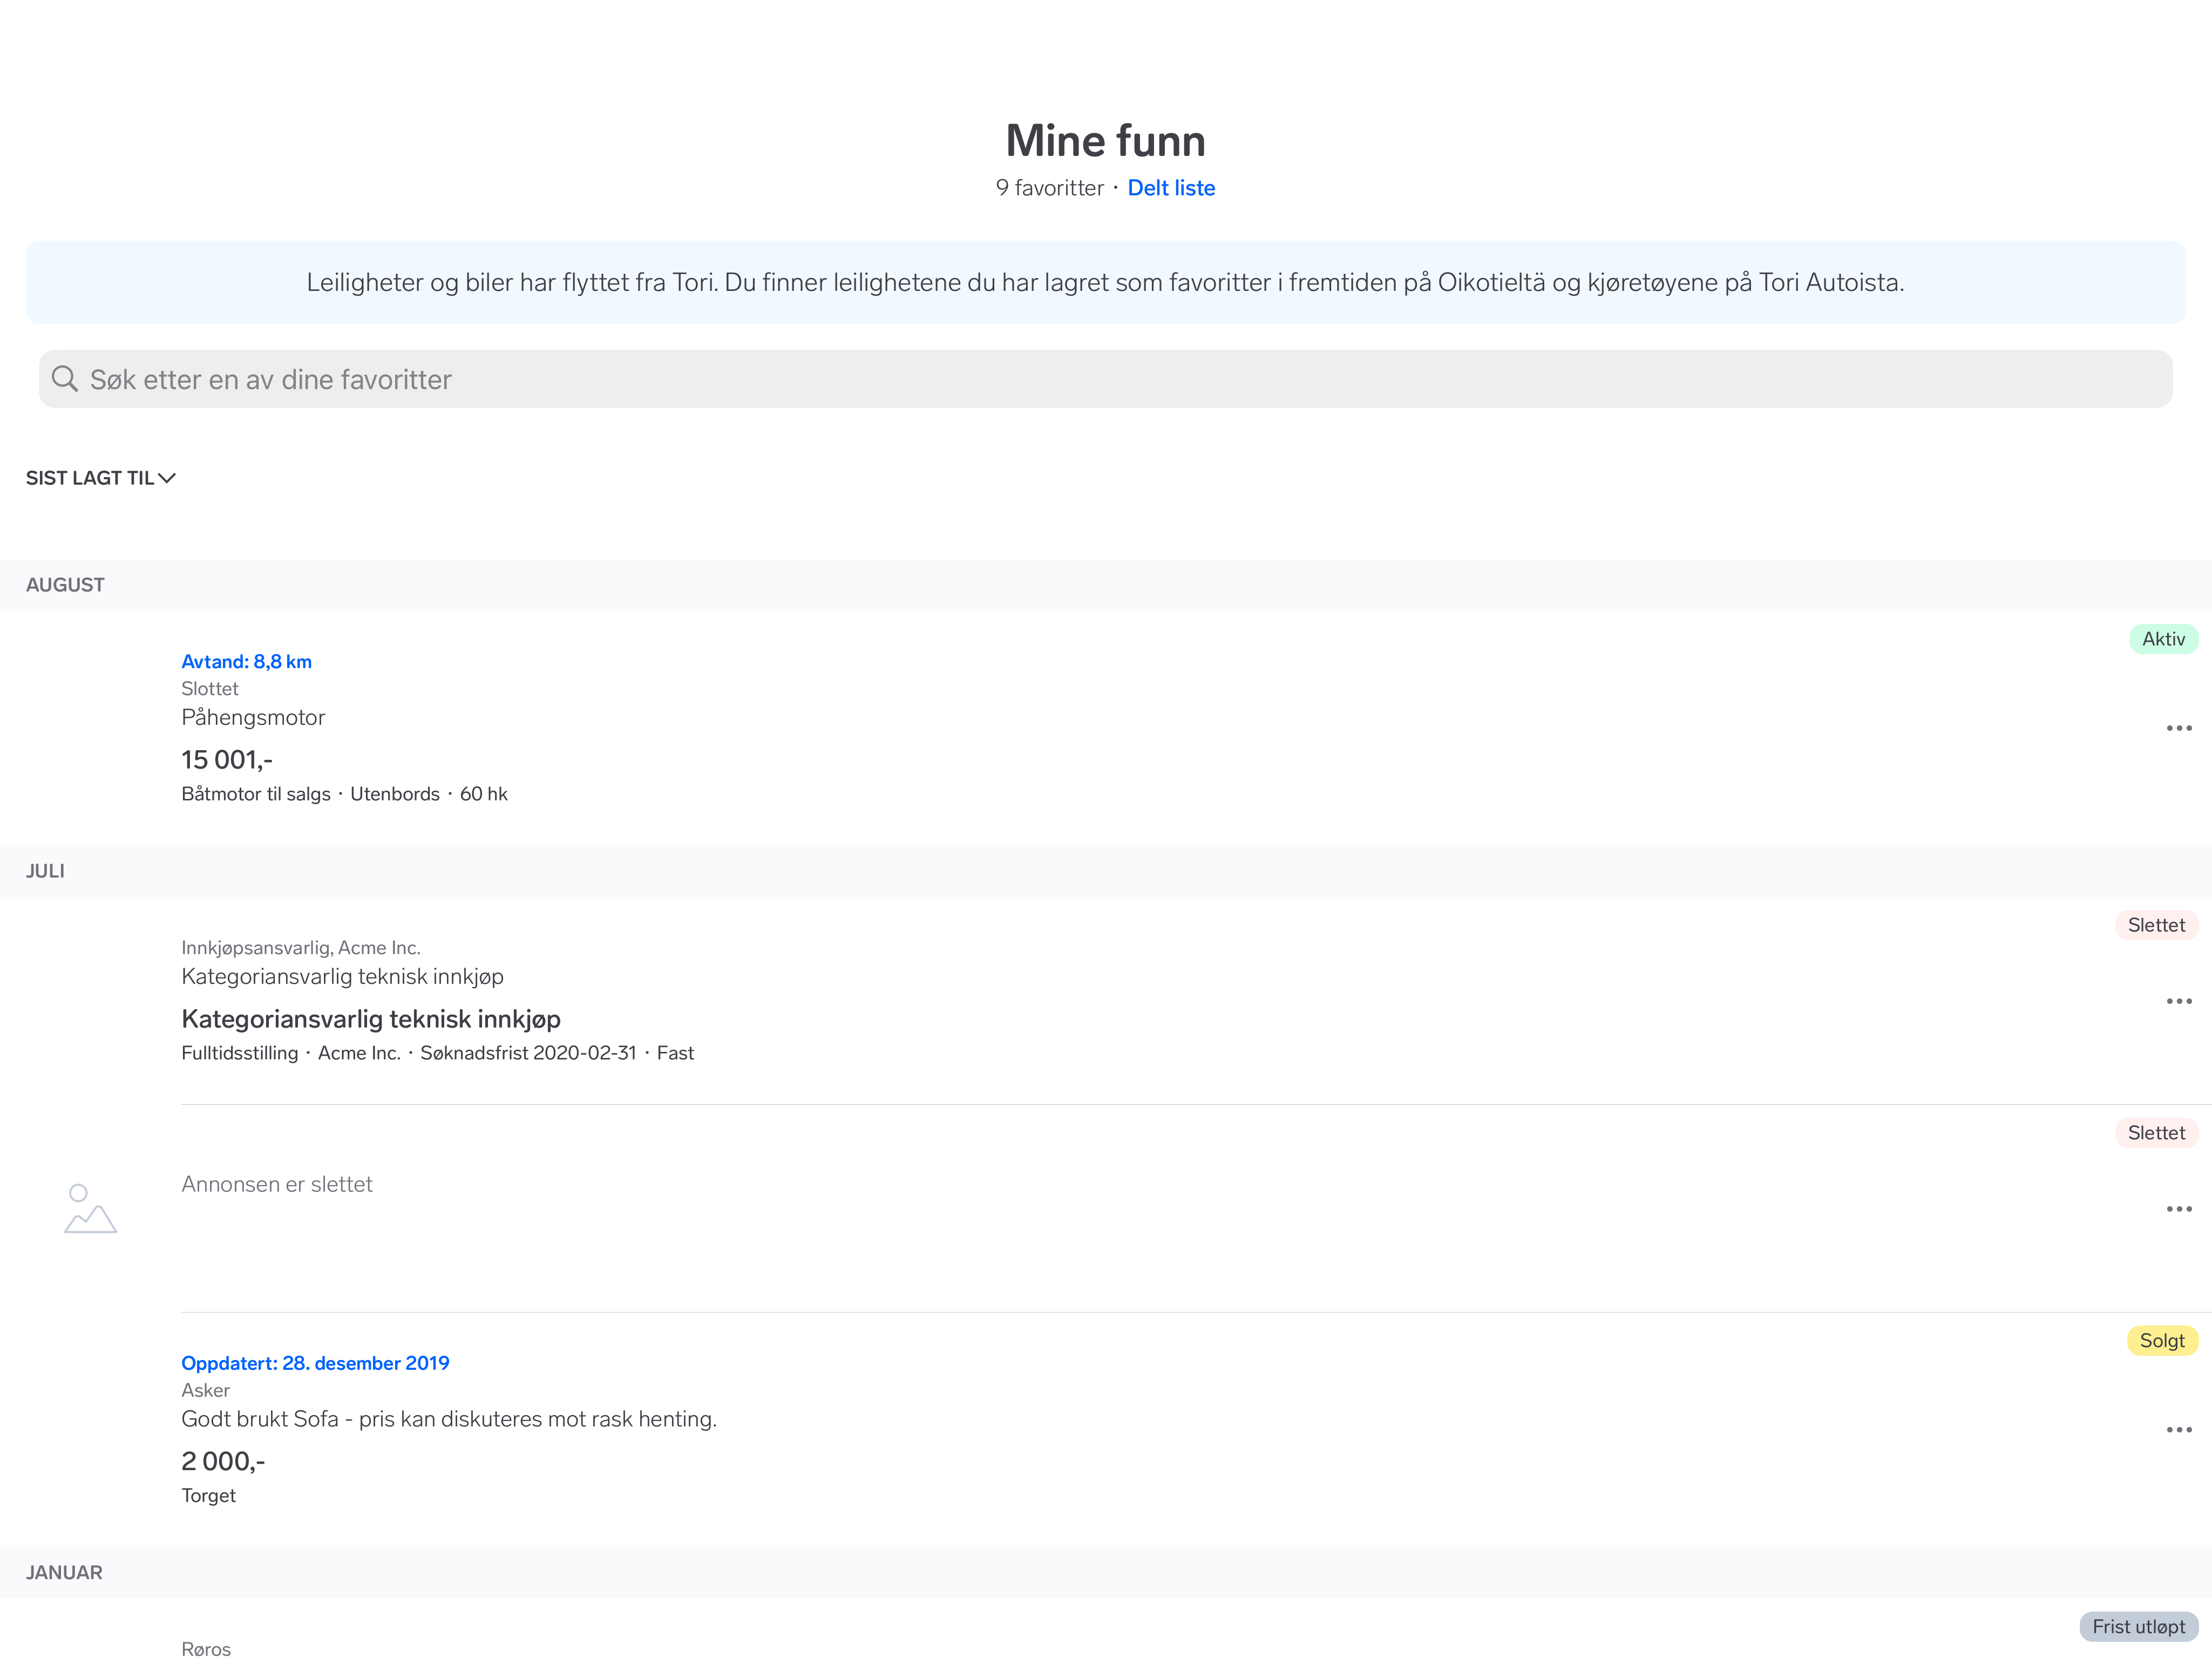 Mine funn
9 favoritter · Delt liste
Leiligheter og biler har flyttet fra Tori. Du finner leilighetene du har lagret som favoritter i fremtiden på Oikotieltä og kjøretøyene på Tori Autoista.
Søk etter en av dine favoritter
SIST LAGT TIL
AUGUST
Aktiv
Avtand: 8,8 km
Slottet
Påhengsmotor
15 001,-
Båtmotor til salgs · Utenbords · 60 hk
JULI
Slettet
Innkjøpsansvarlig, Acme Inc.
Kategoriansvarlig teknisk innkjøp
Kategoriansvarlig teknisk innkjøp
Fulltidsstilling · Acme Inc. · Søknadsfrist 2020-02-31 · Fast
Slettet
Annonsen er slettet
Solgt
Oppdatert: 28. desember 2019
Asker
Godt brukt Sofa - pris kan diskuteres mot rask henting.
2 000,-
Torget
JANUAR
Frist utløpt
Røros